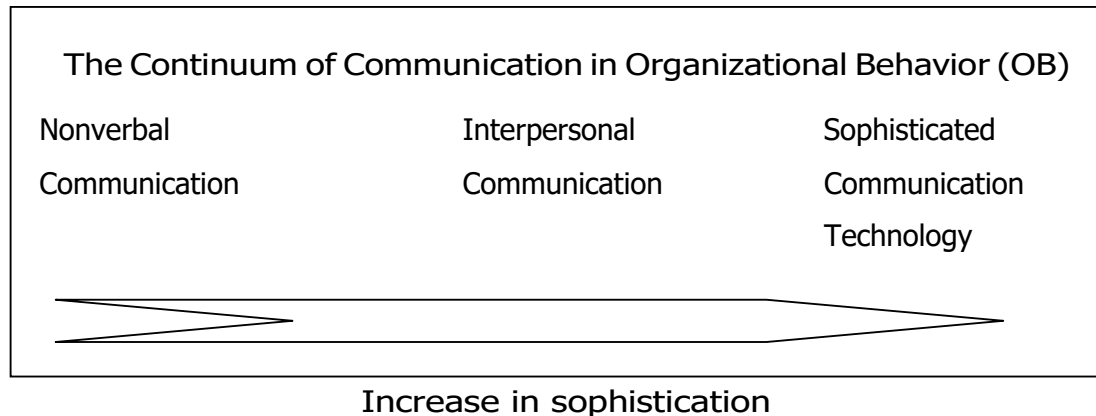 The Continuum of Communication in Organizational Behavior (OB)
Nonverbal
Communication
Interpersonal
Communication
Sophisticated
Communication
Technology
Increase in sophistication